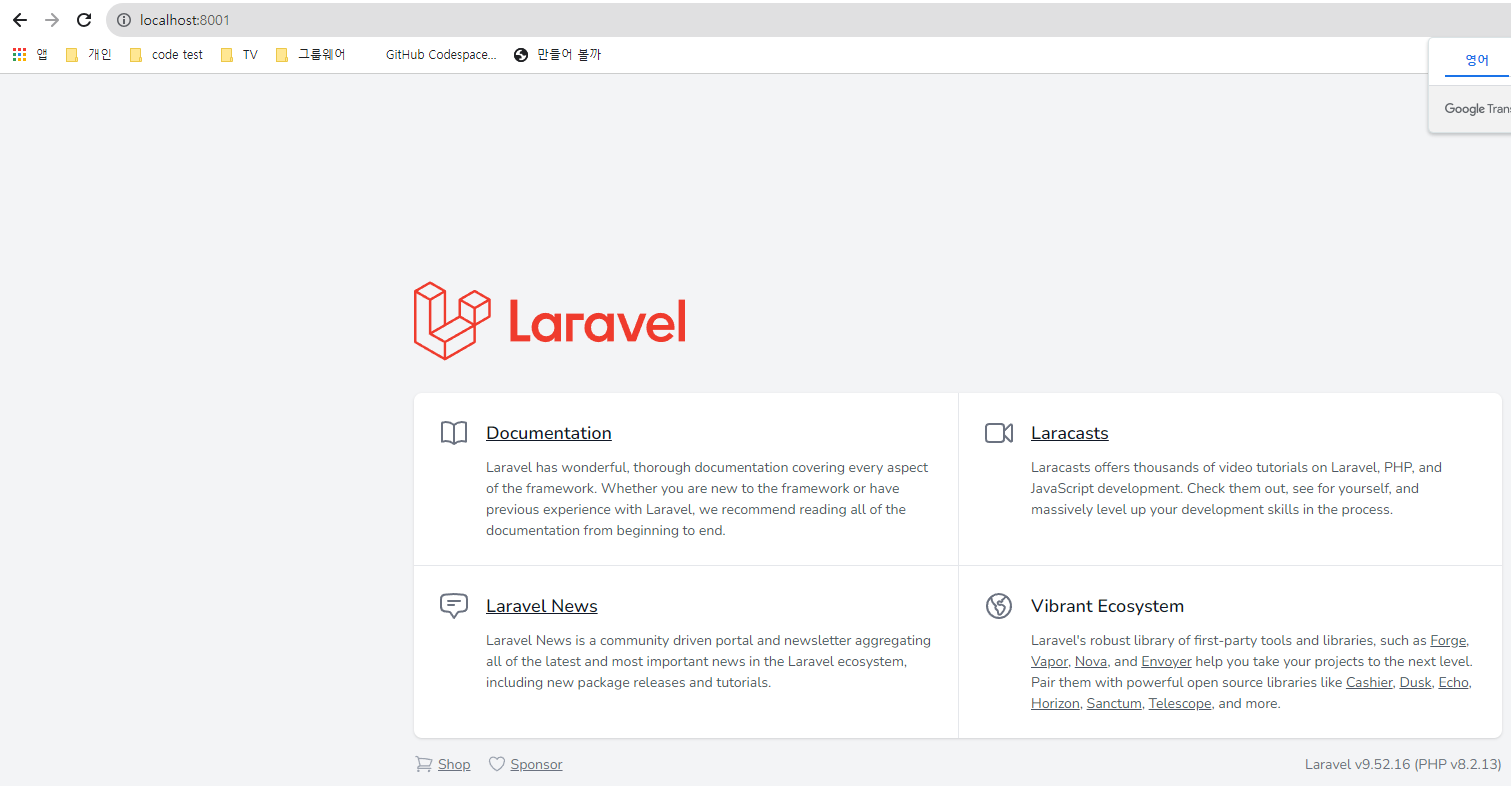 localhost:8001
앱 개인 code test TV 그룹웨어 GitHub Codespace... 만들어 볼까
영어
Google Trans
Laravel
Documentation
Laravel has wonderful, thorough documentation covering every aspect
of the framework. Whether you are new to the framework or have
previous experience with Laravel, we recommend reading all of the
documentation from beginning to end.
Laracasts
Laracasts offers thousands of video tutorials on Laravel, PHP, and
JavaScript development. Check them out, see for yourself, and
massively level up your development skills in the process.
Laravel News
Laravel News is a community driven portal and newsletter aggregating
all of the latest and most important news in the Laravel ecosystem,
including new package releases and tutorials.
Vibrant Ecosystem
Laravel's robust library of first-party tools and libraries, such as Forge,
Vapor, Nova, and Envoyer help you take your projects to the next level.
Pair them with powerful open source libraries like Cashier, Dusk, Echo,
Horizon, Sanctum, Telescope, and more.
Shop Sponsor
Laravel v9.52.16 (PHP v8.2.13)